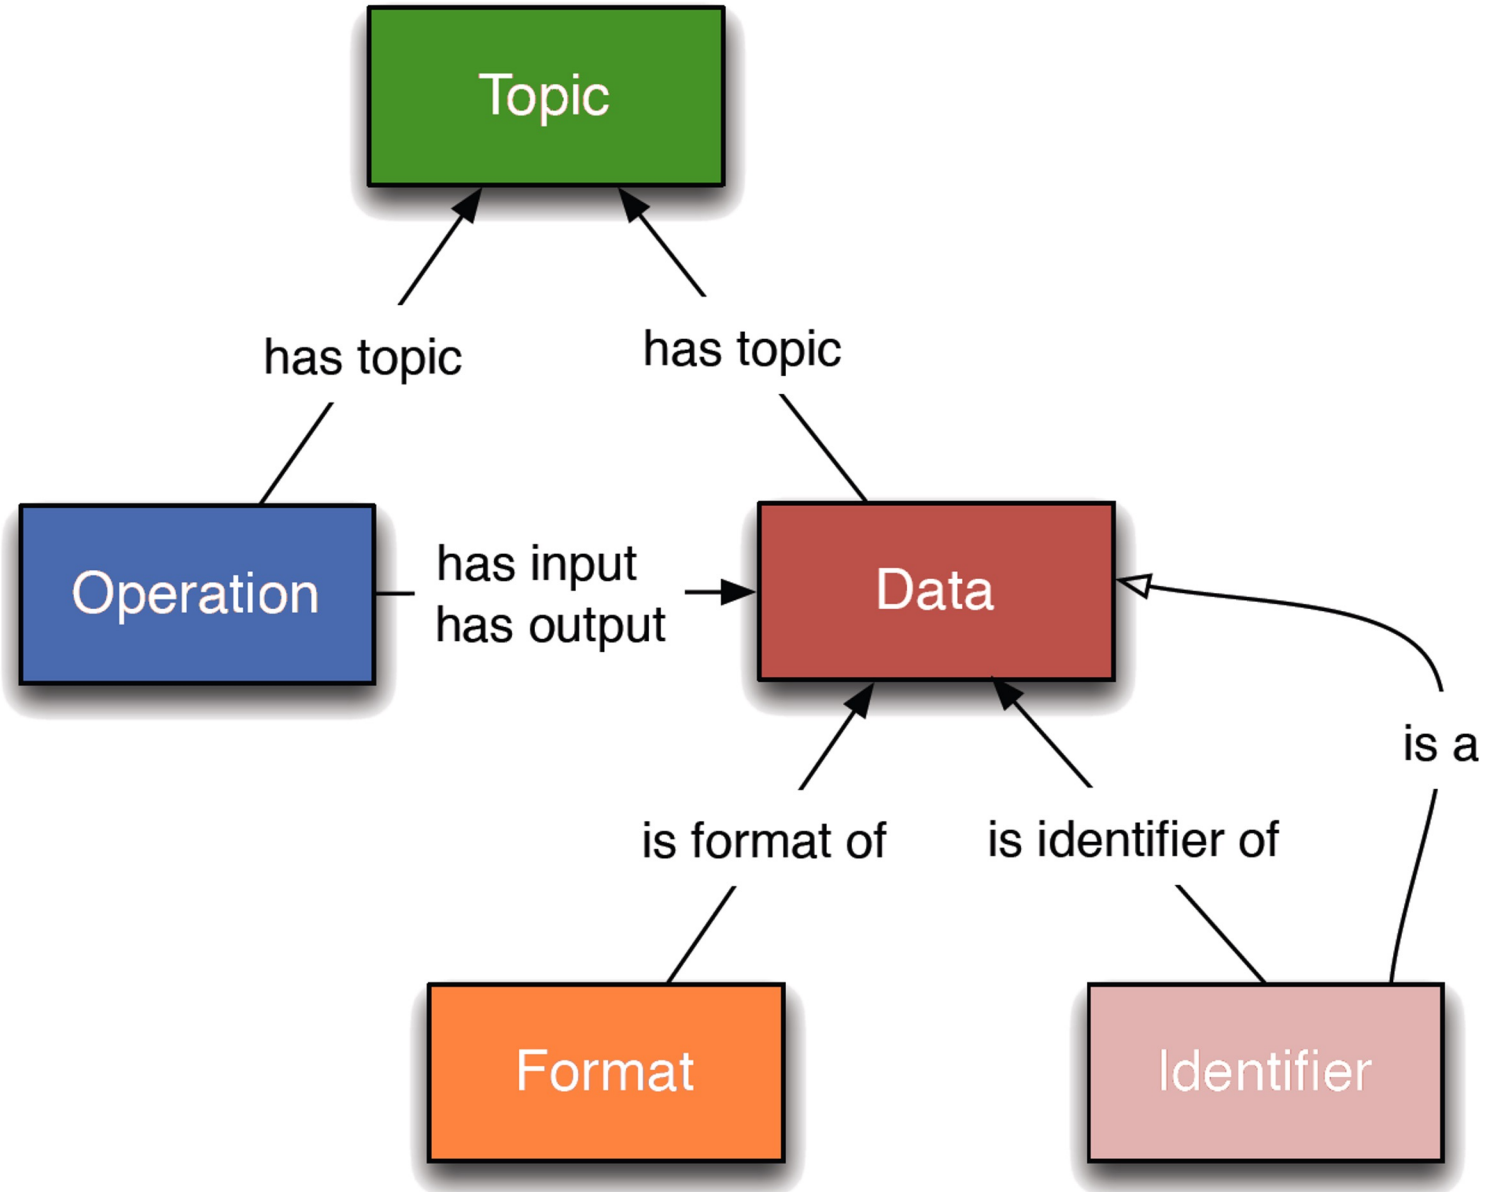 Topic
has topic
has topic
Operation
has input
has output
Data
is a
is format of
is identifier of
Format
Identifier